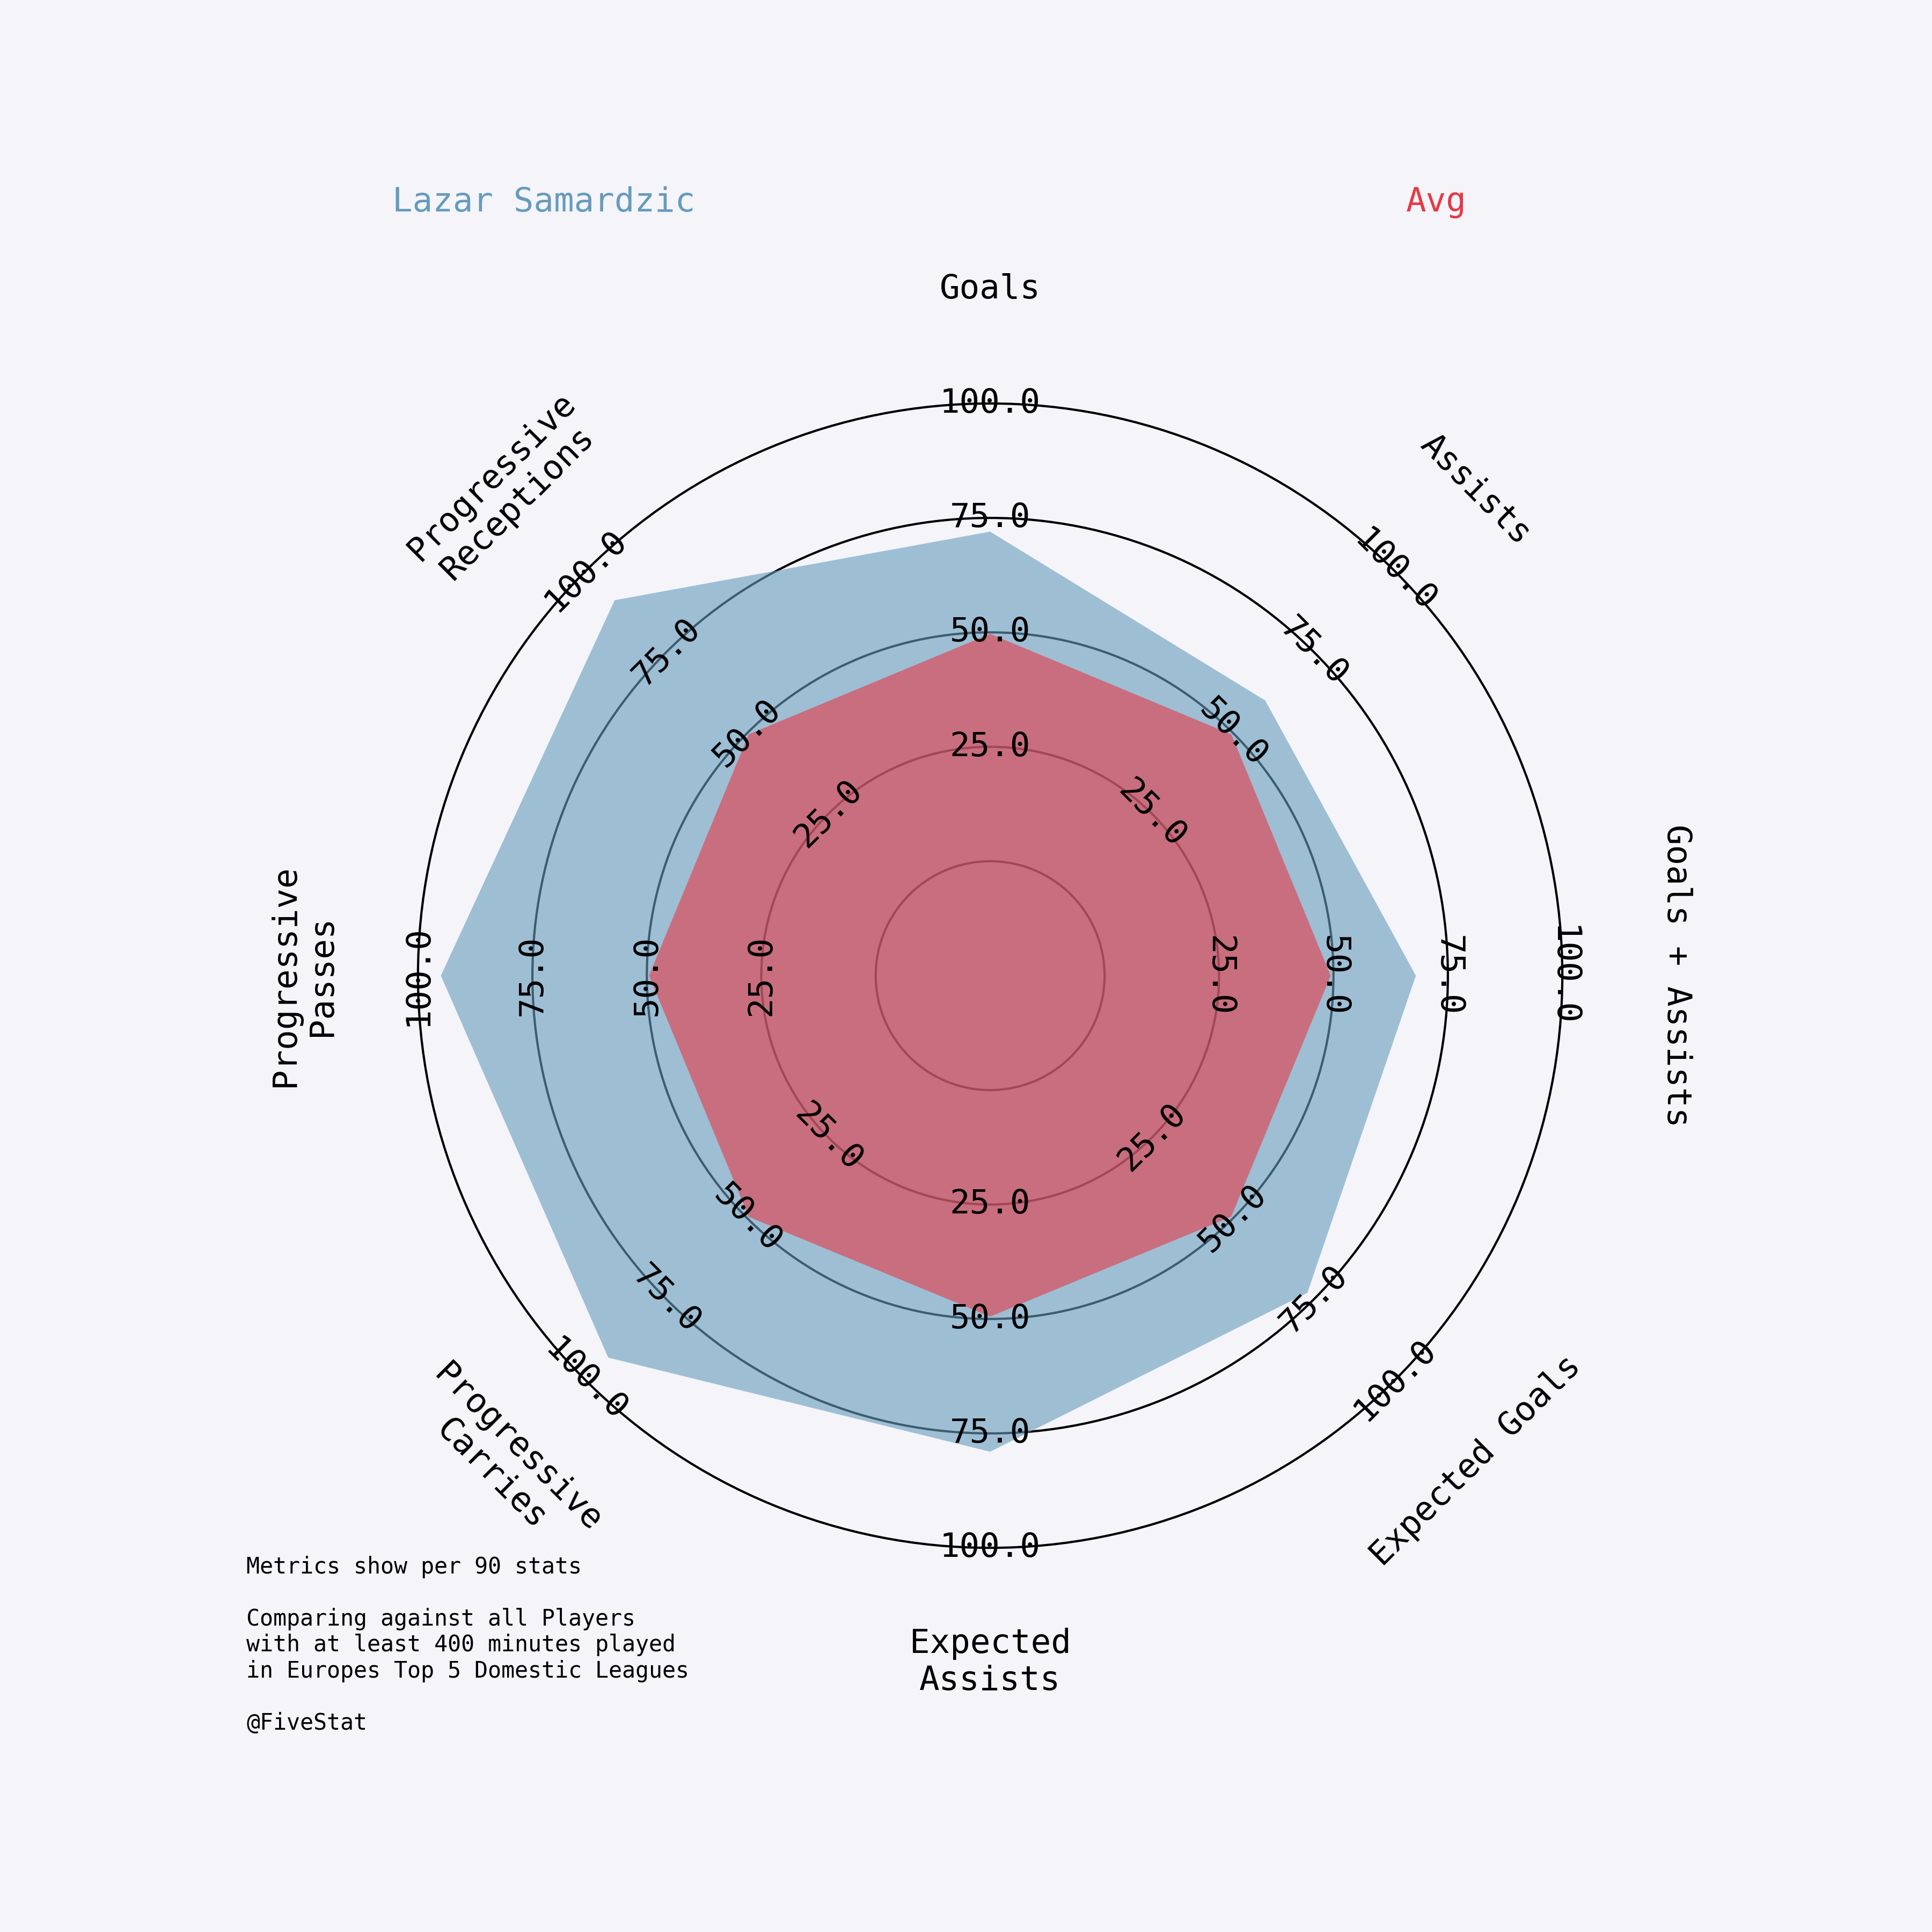 Lazar Samardzic
Avg
Goals
Assists
Goals + Assists
Expected Goals
Expected
Assists
Progressive
Carries
Progressive
Passes
Progressive
Receptions
25.0
50.0
75.0
100.0
25.0
50.0
75.0
100.0
25.0
50.0
75.0
100.0
25.0
50.0
75.0
100.0
25.0
50.0
75.0
100.0
25.0
50.0
75.0
100.0
25.0
50.0
75.0
100.0
25.0
50.0
75.0
100.0
Metrics show per 90 stats
Comparing against all Players
with at least 400 minutes played
in Europes Top 5 Domestic Leagues
@FiveStat